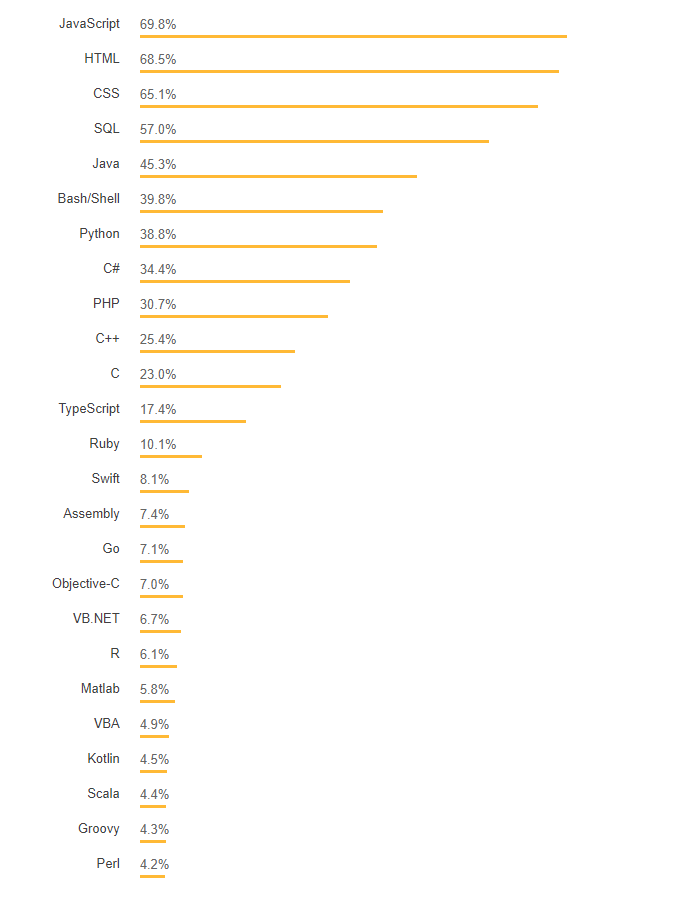 JavaScript 69.8%
HTML 68.5%
CSS 65.1%
SQL 57.0%
Java 45.3%
Bash/Shell 39.8%
Python 38.8%
C# 34.4%
PHP 30.7%
C++ 25.4%
C 23.0%
TypeScript 17.4%
Ruby 10.1%
Swift 8.1%
Assembly 7.4%
Go 7.1%
Objective-C 7.0%
VB.NET 6.7%
R 6.1%
Matlab 5.8%
VBA 4.9%
Kotlin 4.5%
Scala 4.4%
Groovy 4.3%
Perl 4.2%